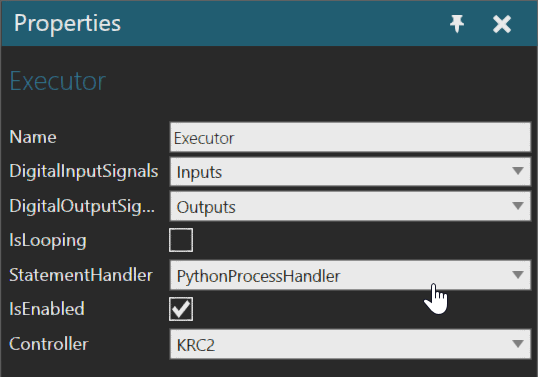 Properties
Executor
Name Executor
DigitalInputSignals Inputs
DigitalOutputSig... Outputs
IsLooping
StatementHandler PythonProcessHandler
IsEnabled
Controller KRC2